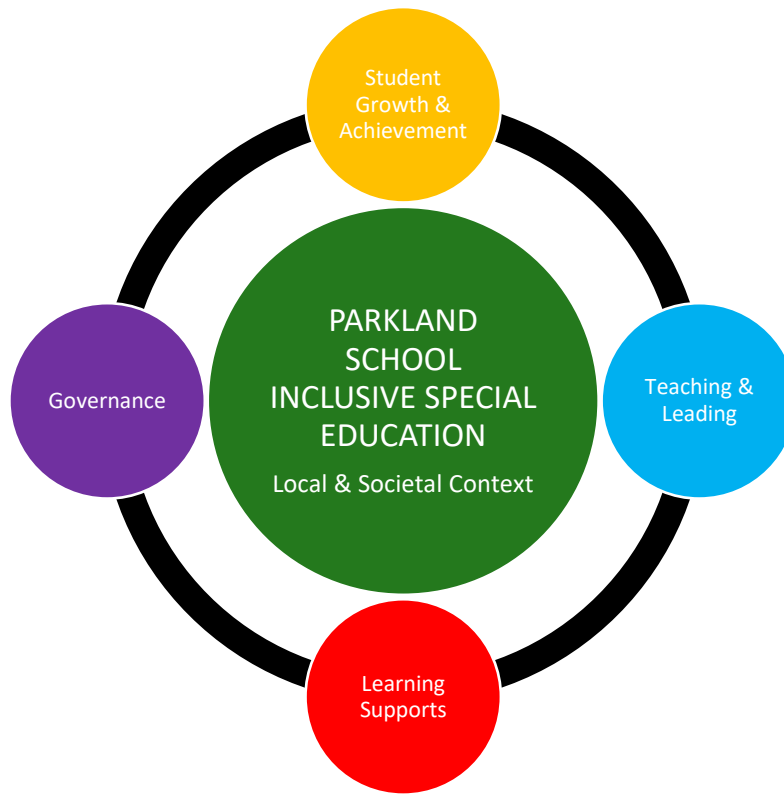 Student
Growth &
Achievement
PARKLAND
SCHOOL
INCLUSIVE SPECIAL
EDUCATION
Local & Societal Context
Governance
Teaching &
Leading
Learning
Supports